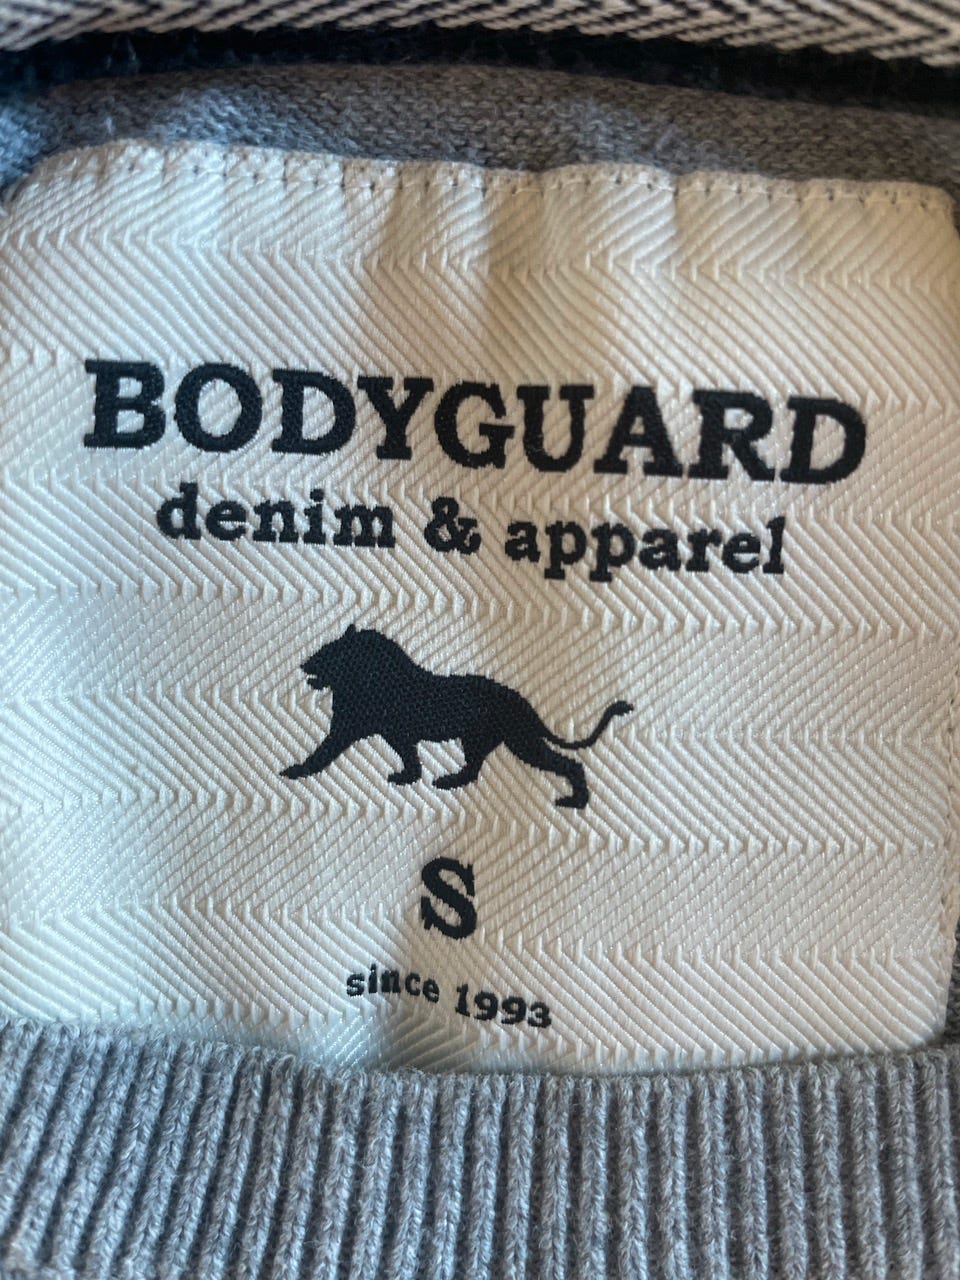 BODYGUARD
denim & apparel
S
since 1993